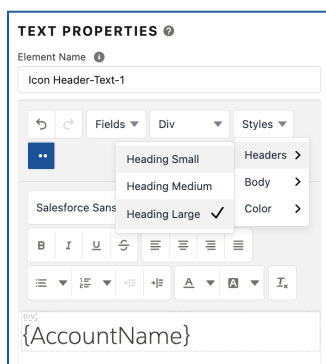 TEXT PROPERTIES
Element Name
Icon Header-Text-1
Fields Div Styles
Heading Small Headers
Heading Medium
Body
Heading Large
Color
Salesforce Sans
B I U S
A A Tx
DIV
{AccountName}